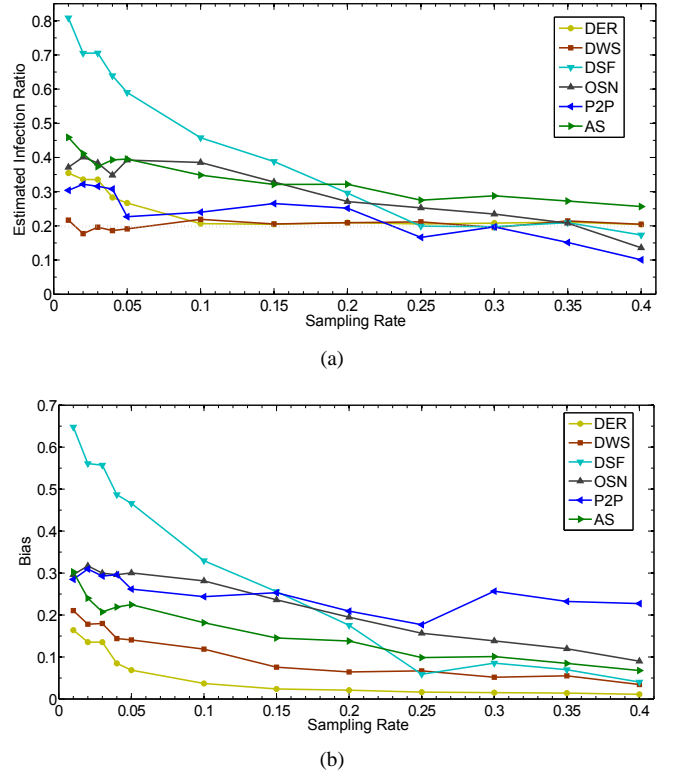 0.8
0.7
0.6
0.5
0.4
0.3
0.2
0.1
0
Estimated Infection Ratio
DER
DWS
DSF
OSN
P2P
AS
0 0.05 0.1 0.15 0.2 0.25 0.3 0.35 0.4
Sampling Rate
(a)
0.7
0.6
0.5
0.4
0.3
0.2
0.1
0
Bias
DER
DWS
DSF
OSN
P2P
AS
0 0.05 0.1 0.15 0.2 0.25 0.3 0.35 0.4
Sampling Rate
(b)